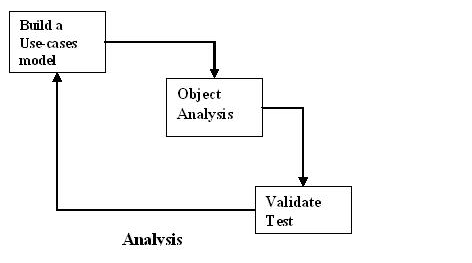 Build a
Use-cases
model
Object
Analysis
Validate
Test
Analysis